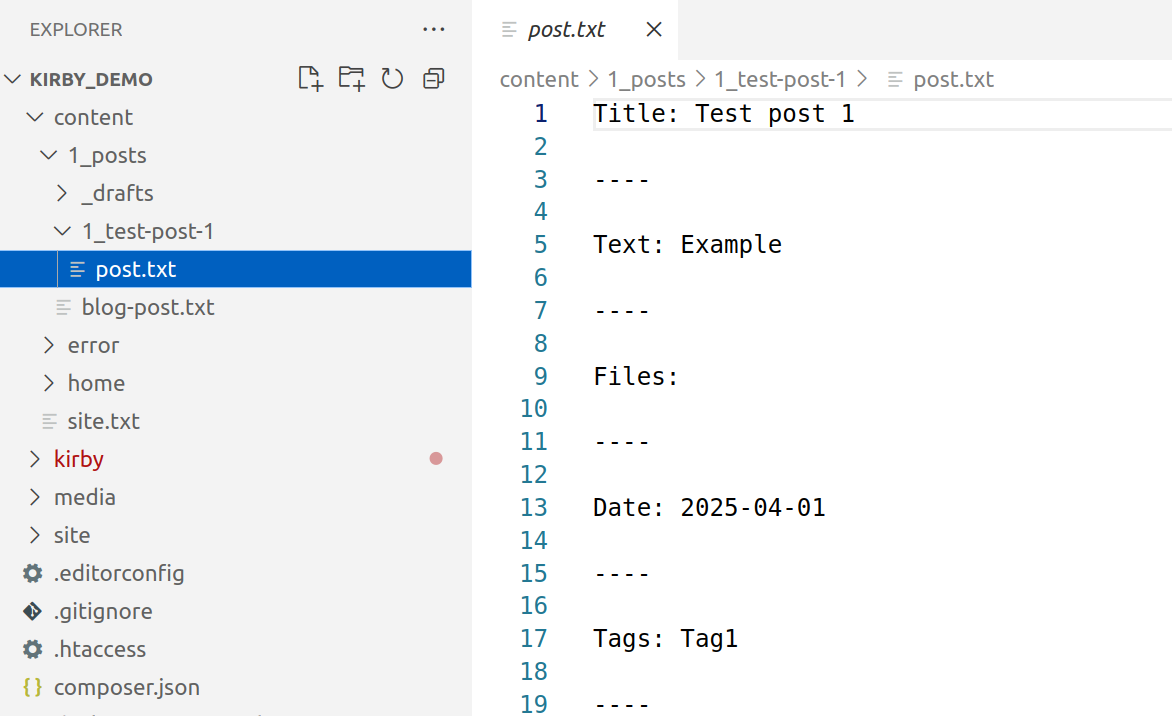 EXPLORER
KIRBY_DEMO
content
1_posts
_drafts
1_test-post-1
post.txt
blog-post.txt
error
home
site.txt
kirby
media
site
.editorconfig
.gitignore
.htaccess
{ } composer.json
post.txt
content > 1_posts > 1_test-post-1 > post.txt
1 Title: Test post 1
2
3 ----
4
5 Text: Example
6
7 ----
8
9 Files:
10
11 ----
12
13 Date: 2025-04-01
14
15 ----
16
17 Tags: Tag1
18
19 ----